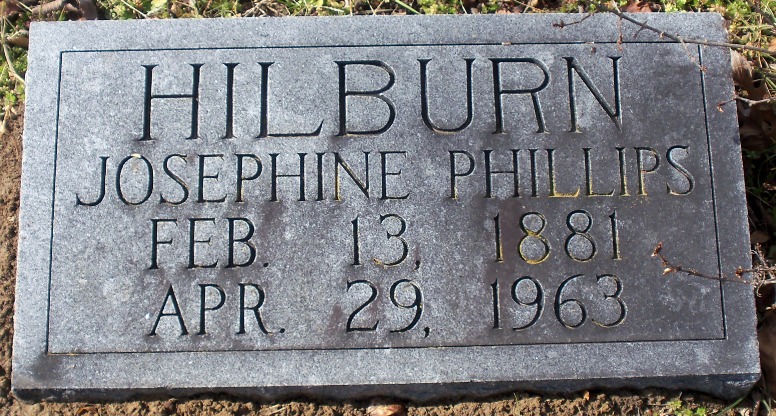 HILBURN
JOSEPHINE PHILLIPS
FEB. 13, 1881
APR. 29, 1963